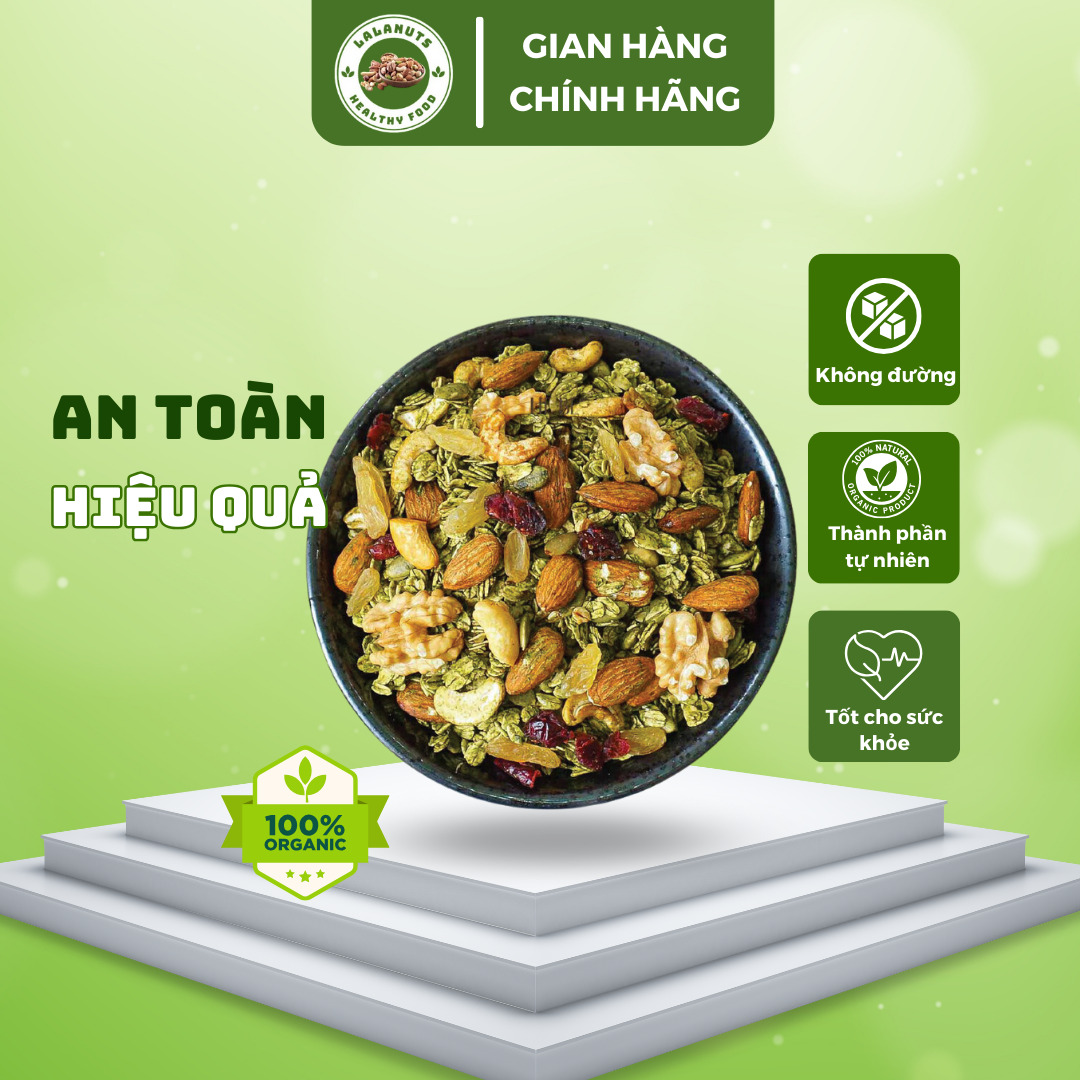 LALANUTS
HEALTHY FOOD
GIAN HÀNG
CHÍNH HÃNG
AN TOÀN
HIỆU QUẢ
Không đường
100% NATURAL
ORGANIC PRODUCT
Thành phần
tự nhiên
Tốt cho sức
khỏe
100%
ORGANIC